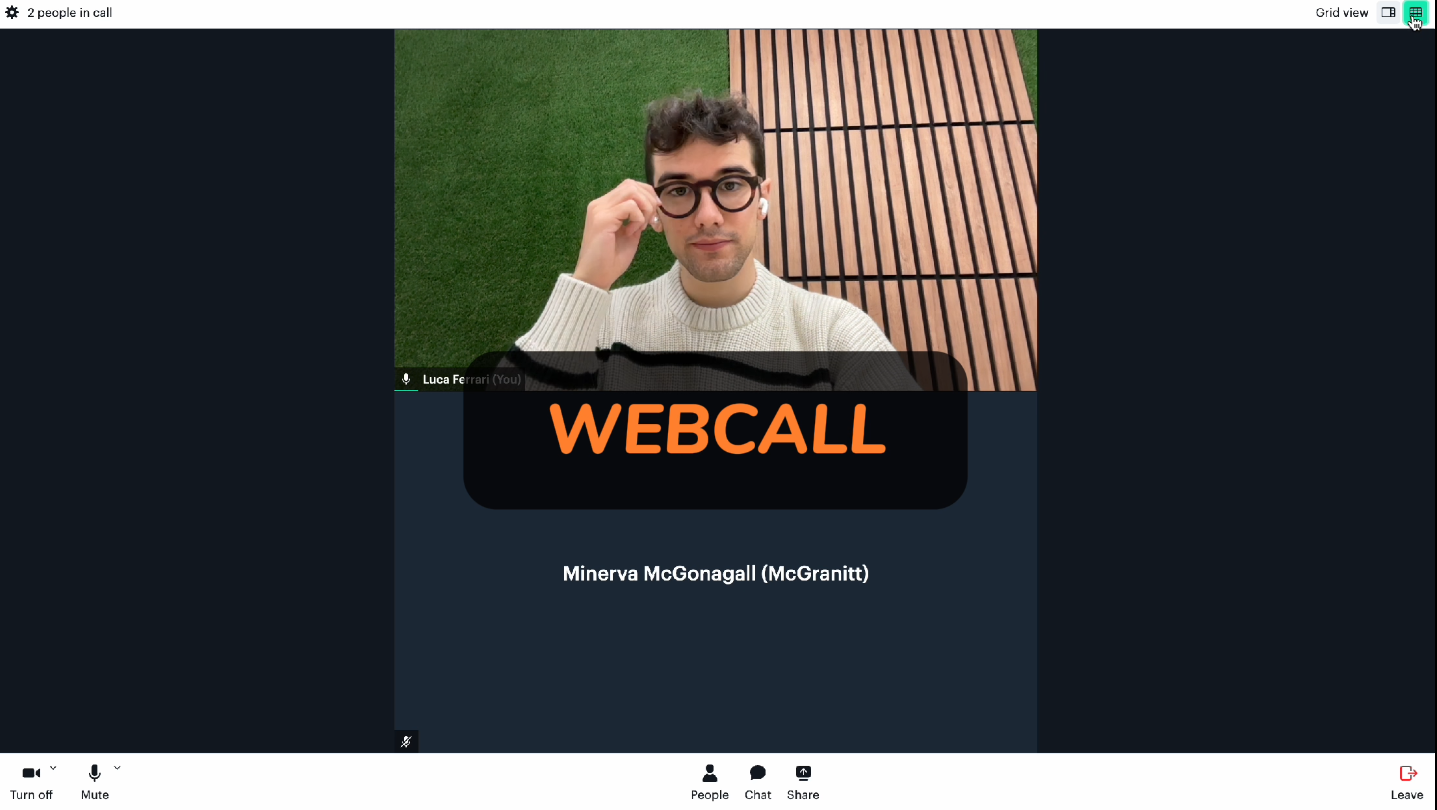 2 people in call
Grid view
Luca Ferrari (You)
WEBCALL
Minerva McGonagall (McGranitt)
Turn off
Mute
People
Chat
Share
Leave